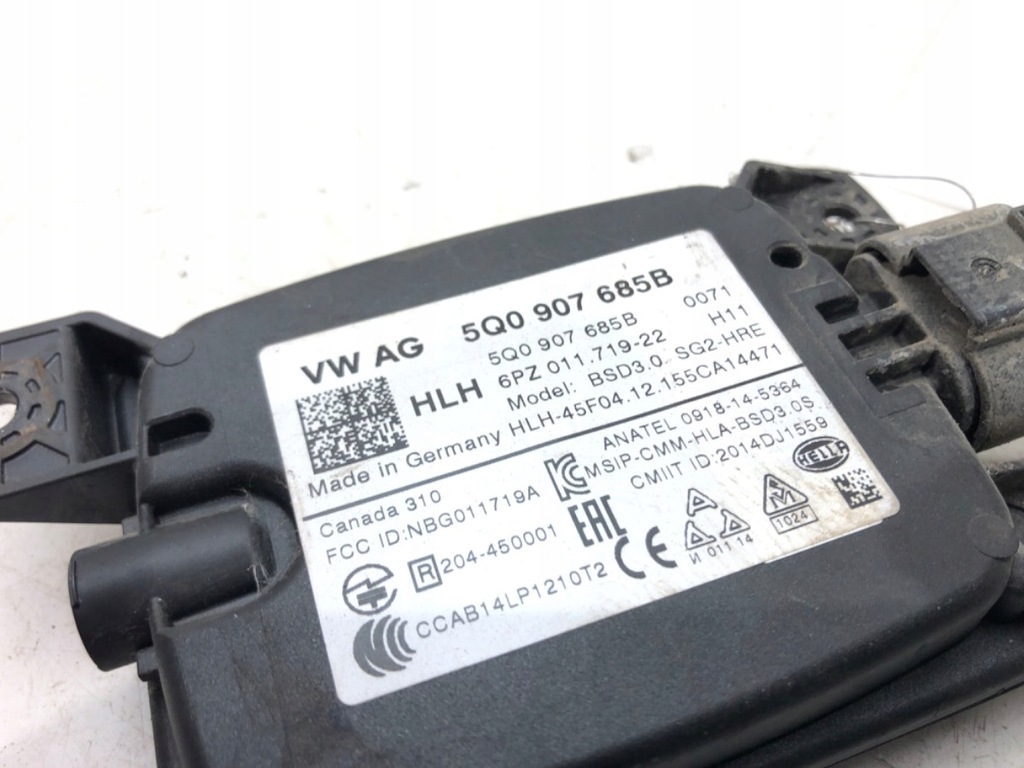 VW AG 5Q0 907 685B
HLH 5Q0 907 685B 0071
6PZ 011.719-22 H11
Model: BSD3.0 SG2-HRE
Made in Germany HLH-45F04.12.155CA14471
Canada 310
FCC ID:NBG011719A
R 204-450001
CCAB14LP1210T2
ANATEL 0918-14-5364
MSIP-CMM-HLA-BSD3.0S
CMIIT ID:2014DJ1559
HELLA
EAC
CE
И 011 14
1024